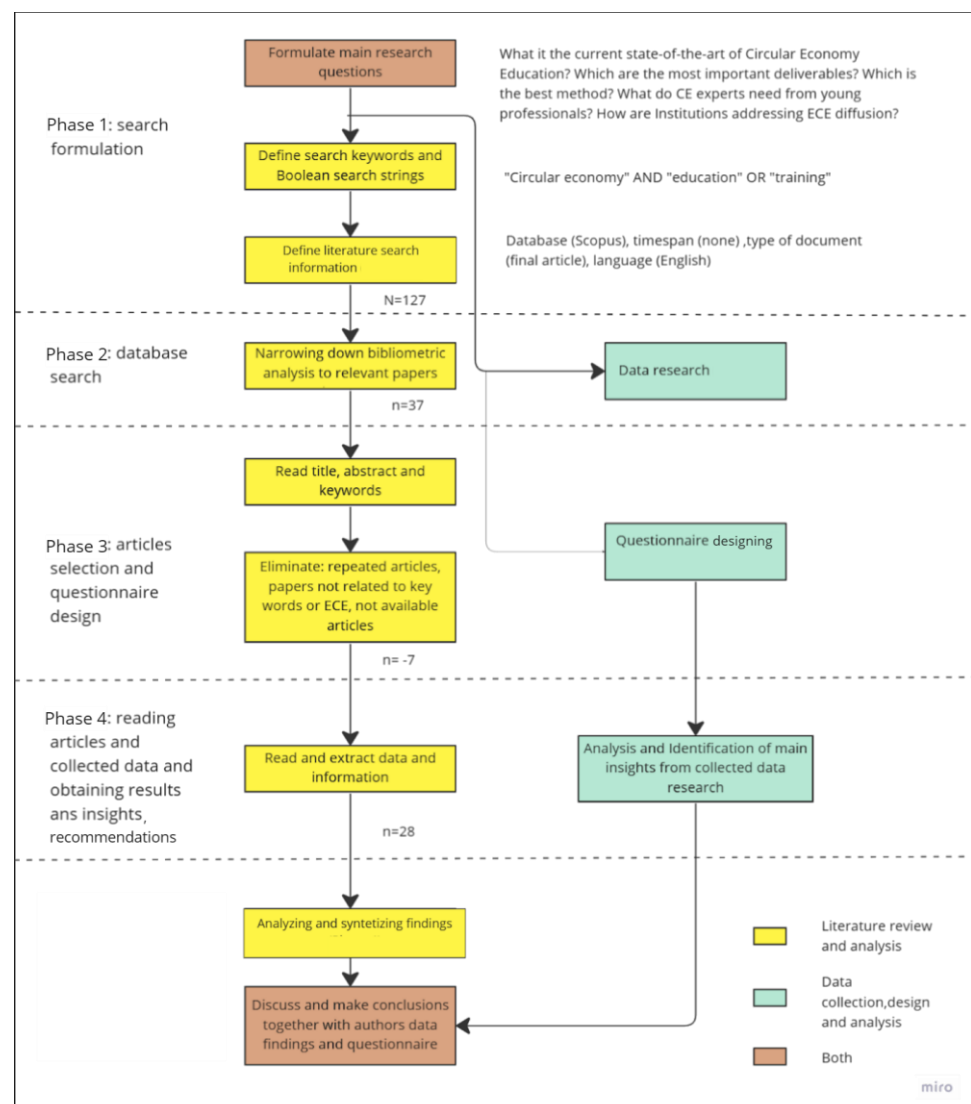 Formulate main research
questions
What it the current state-of-the-art of Circular Economy
Education? Which are the most important deliverables? Which is
the best method? What do CE experts need from young
professionals? How are Institutions addressing ECE diffusion?
Phase 1: search
formulation
Define search keywords and
Boolean search strings
"Circular economy" AND "education" OR "training"
Define literature search
information
Database (Scopus), timespan (none) ,type of document
(final article), language (English)
N=127
Phase 2: database
search
Narrowing down bibliometric
analysis to relevant papers
Data research
n=37
Read title, abstract and
keywords
Phase 3: articles
selection and
questionnaire
design
Eliminate: repeated articles,
papers not related to key
words or ECE, not available
articles
Questionnaire designing
n= -7
Phase 4: reading
articles and
collected data and
obtaining results
ans insights,
recommendations
Read and extract data and
information
Analysis and Identification of main
insights from collected data
research
n=28
Analyzing and syntetizing findings
Discuss and make conclusions
together with authors data
findings and questionnaire
Literature review
and analysis
Data
collection,design
and analysis
Both
miro